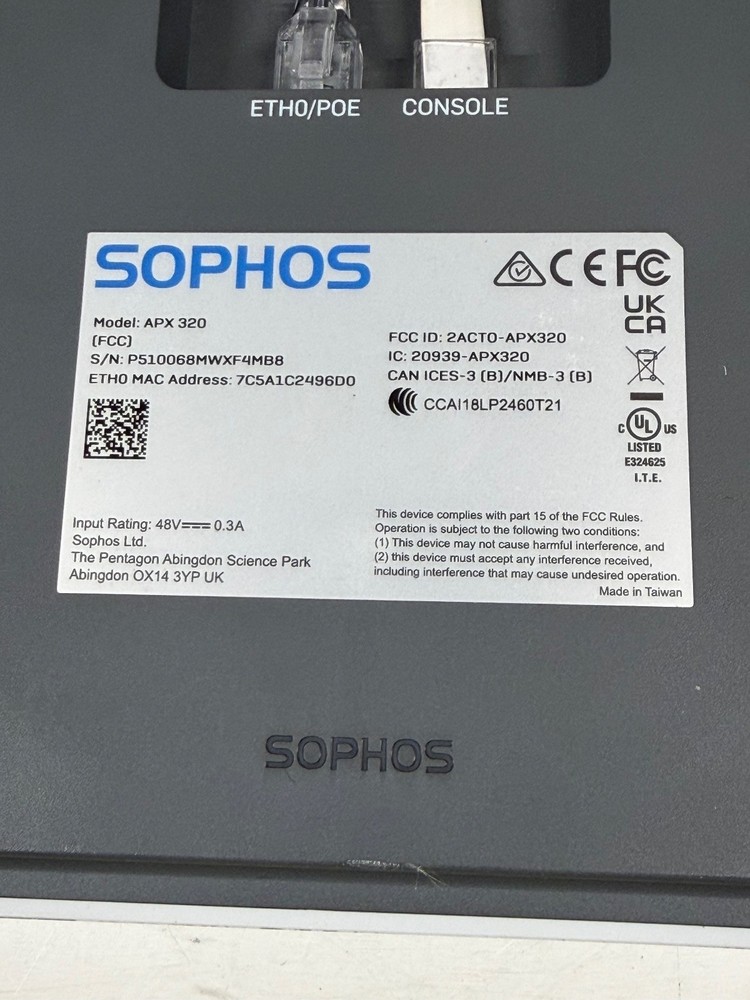 ETH0/POE CONSOLE
SOPHOS
CE FC
UK
CA
Model: APX 320
(FCC)
S/N: P510068MWXF4MB8
ETH0 MAC Address: 7C5A1C2496D0
FCC ID: 2ACTO-APX320
IC: 20939-APX320
CAN ICES-3 (B)/NMB-3 (B)
CCAI18LP2460T21
C UL US
LISTED
E324625
I.T.E.
Input Rating: 48V⎓ 0.3A
Sophos Ltd.
The Pentagon Abingdon Science Park
Abingdon OX14 3YP UK
This device complies with part 15 of the FCC Rules.
Operation is subject to the following two conditions:
(1) This device may not cause harmful interference, and
(2) this device must accept any interference received,
including interference that may cause undesired operation.
Made in Taiwan
SOPHOS